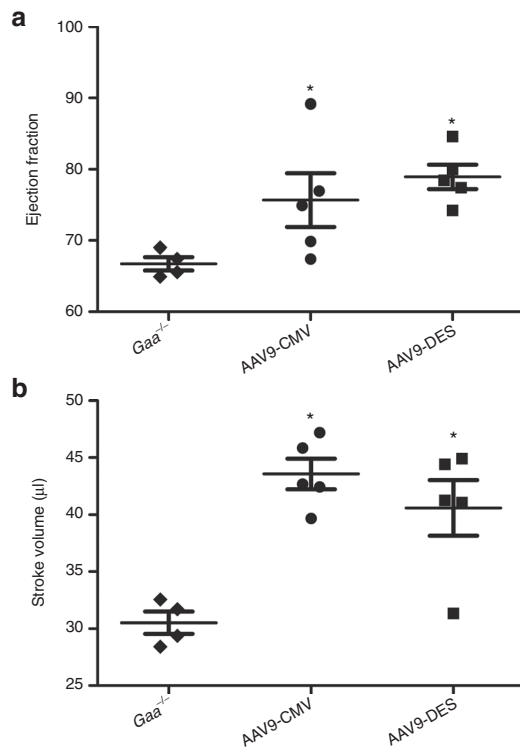 a
100
90
80
70
60
Ejection fraction
*
*
Gaa⁻/⁻
AAV9-CMV
AAV9-DES
b
50
45
40
35
30
25
Stroke volume (µl)
*
*
Gaa⁻/⁻
AAV9-CMV
AAV9-DES